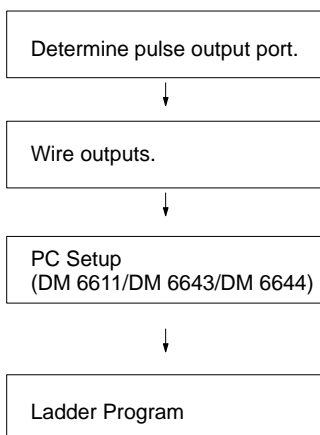 Determine pulse output port.
Wire outputs.
PC Setup
(DM 6611/DM 6643/DM 6644)
Ladder Program